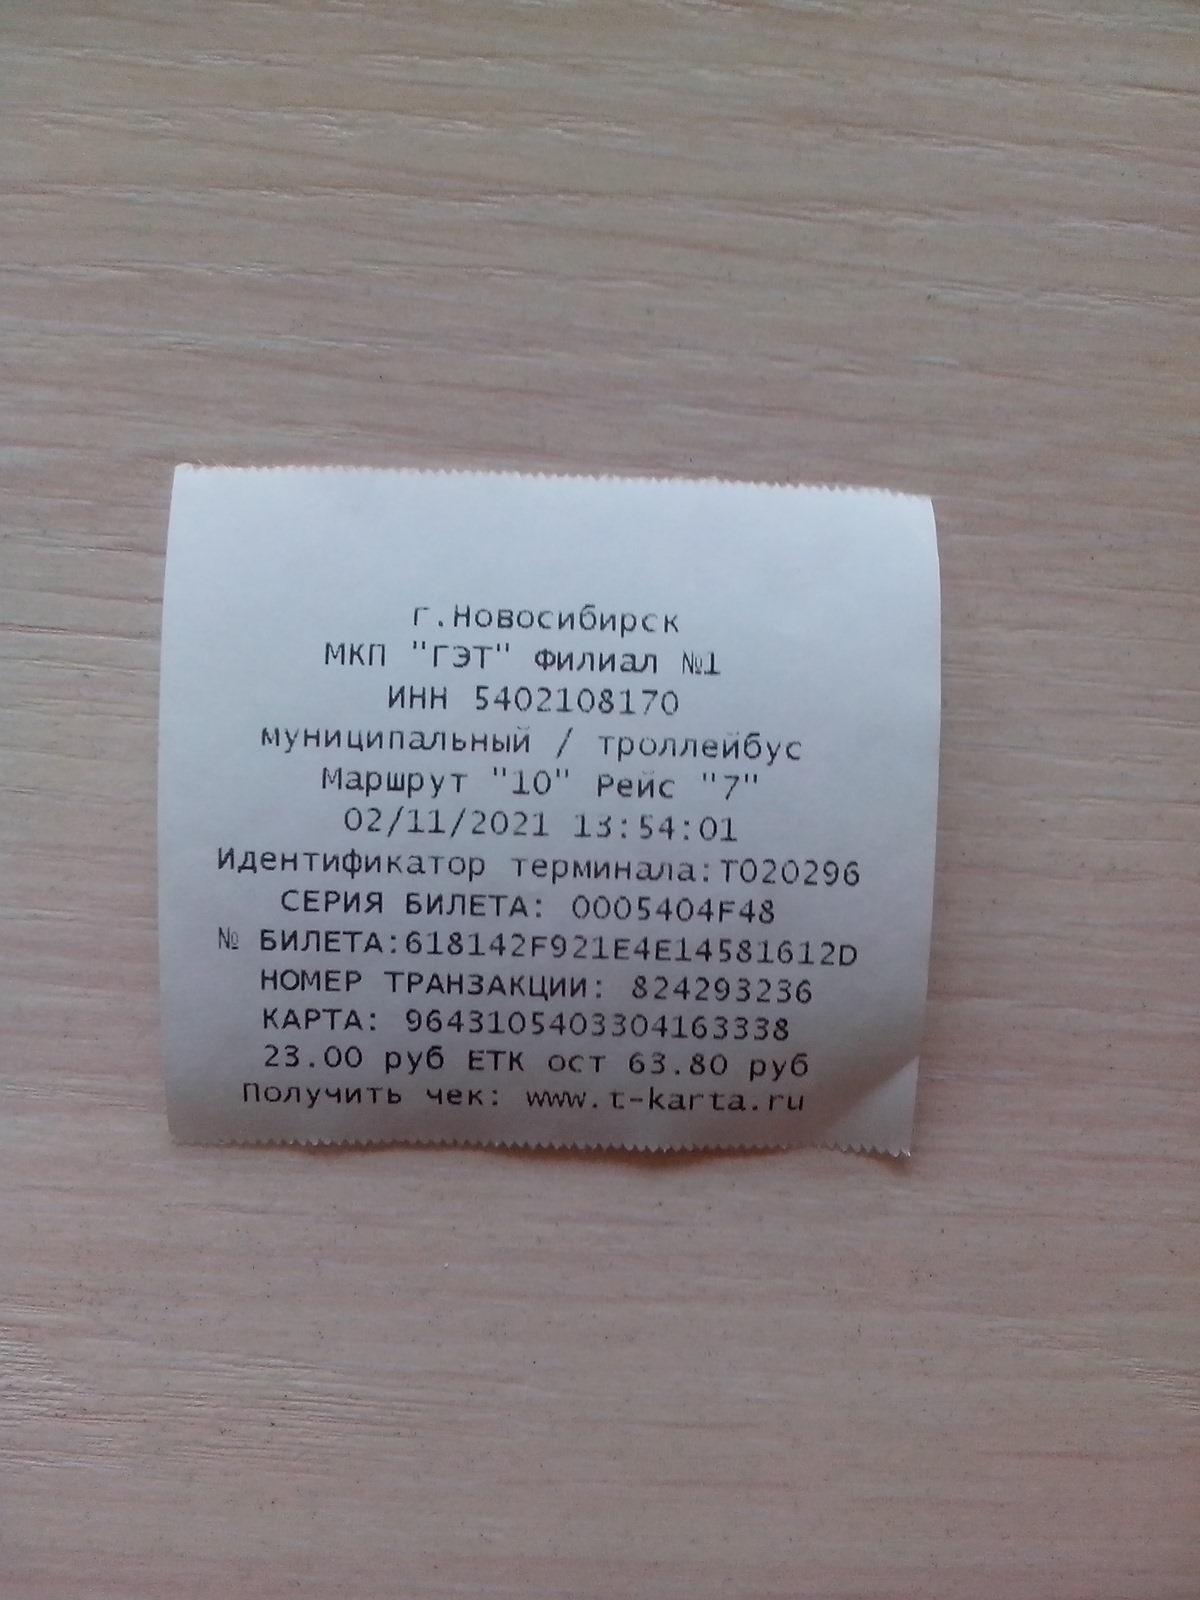 г.Новосибирск
МКП "ГЭТ" Филиал №1
ИНН 5402108170
муниципальный / троллейбус
Маршрут "10" Рейс "7"
02/11/2021 13:54:01
Идентификатор терминала:Т020296
СЕРИЯ БИЛЕТА: 0005404F48
№ БИЛЕТА:618142F921E4E14581612D
НОМЕР ТРАНЗАКЦИИ: 824293236
КАРТА: 9643105403304163338
23.00 руб ЕТК ост 63.80 руб
Получить чек: www.t-karta.ru